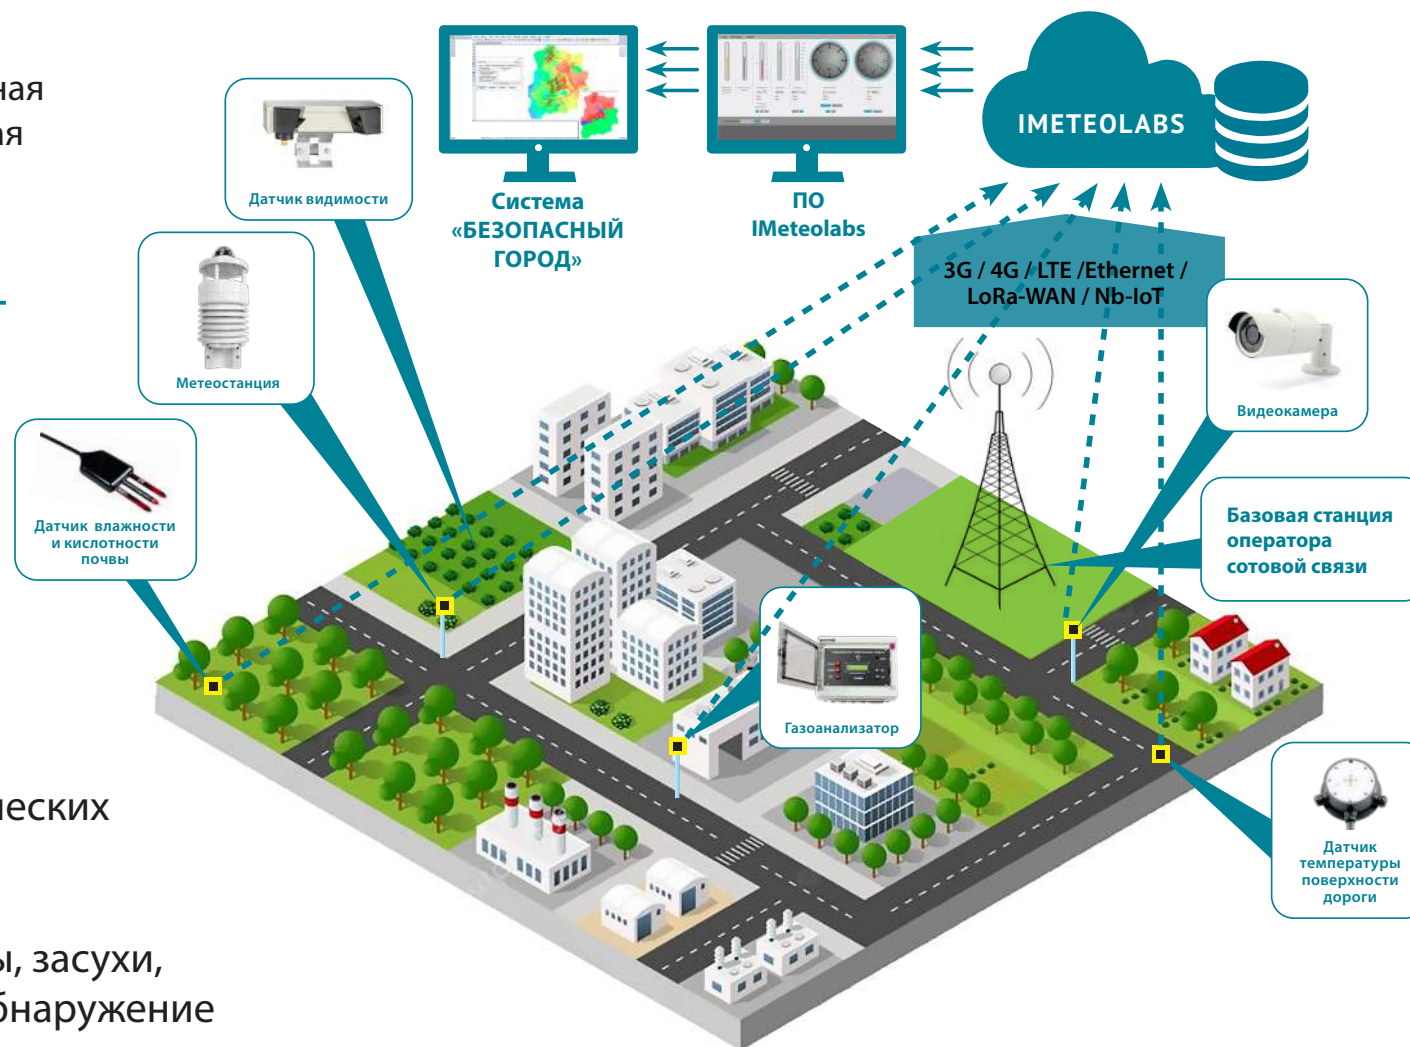 ная
ая
ческих
ы, засухи,
бнаружение
Датчик видимости
Метеостанция
Датчик влажности
и кислотности
почвы
Система
«БЕЗОПАСНЫЙ
ГОРОД»
ПО
IMeteolabs
IMETEOLABS
3G / 4G / LTE /Ethernet /
LoRa-WAN / Nb-IoT
Видеокамера
Базовая станция
оператора
сотовой связи
Газоанализатор
Датчик
температуры
поверхности
дороги